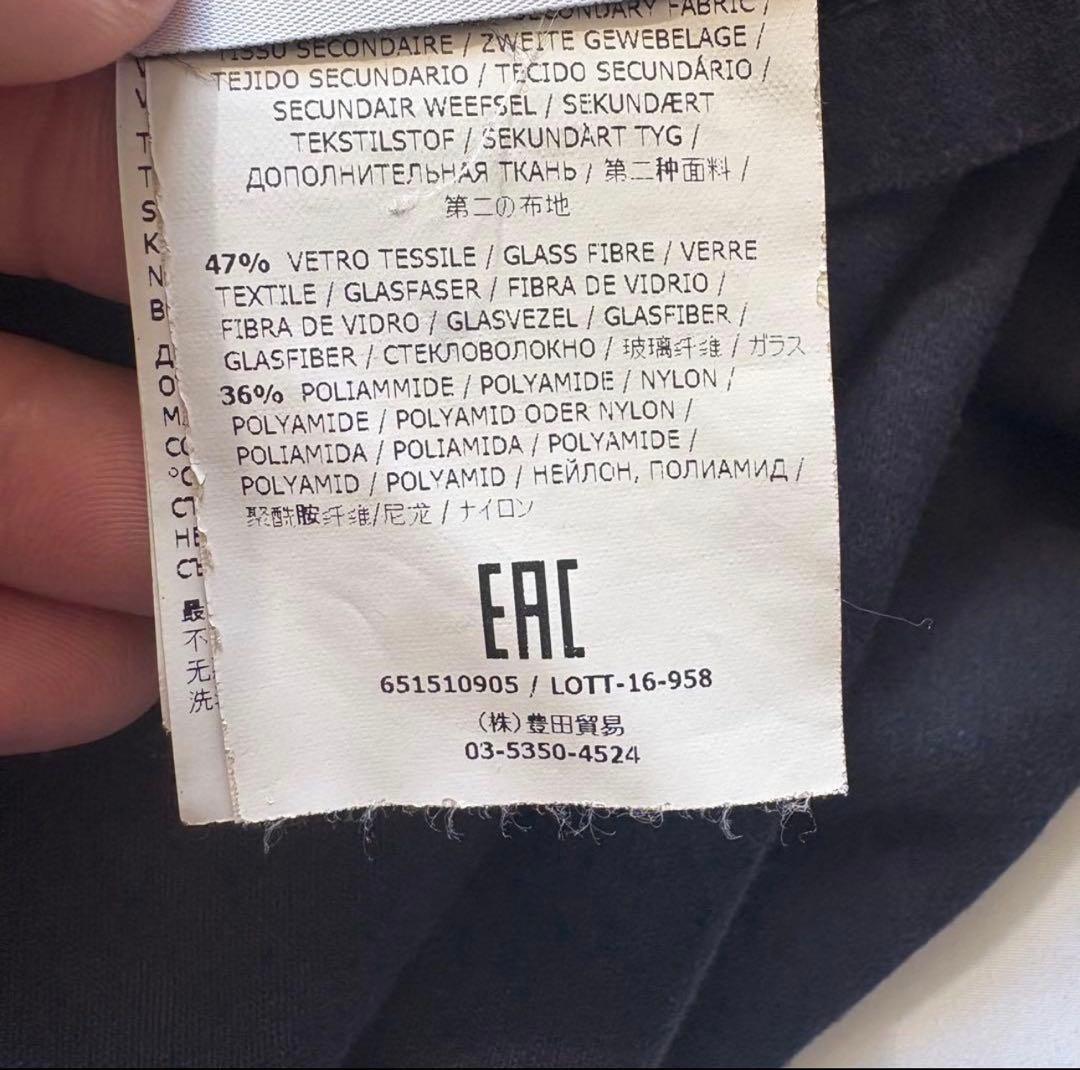 SECONDARY FABRIC /
TISSU SECONDAIRE / ZWEITE GEWEBELAGE /
TEJIDO SECUNDARIO / TECIDO SECUNDÁRIO /
SECUNDAIR WEEFSEL / SEKUNDÆRT
TEKSTILSTOF / SEKUNDÄRT TYG /
ДОПОЛНИТЕЛЬНАЯ ТКАНЬ / 第二种面料 /
第二の布地
47% VETRO TESSILE / GLASS FIBRE / VERRE
TEXTILE / GLASFASER / FIBRA DE VIDRIO /
FIBRA DE VIDRO / GLASVEZEL / GLASFIBER /
GLASFIBER / СТЕКЛОВОЛОКНО / 玻璃纤维 / ガラス
36% POLIAMMIDE / POLYAMIDE / NYLON /
POLYAMIDE / POLYAMID ODER NYLON /
POLIAMIDA / POLIAMIDA / POLYAMIDE /
POLYAMID / POLYAMID / НЕЙЛОН, ПОЛИАМИД /
聚酰胺纤维/尼龙 / ナイロン
EAC
651510905 / LOTT-16-958
(株)豊田貿易
03-5350-4524